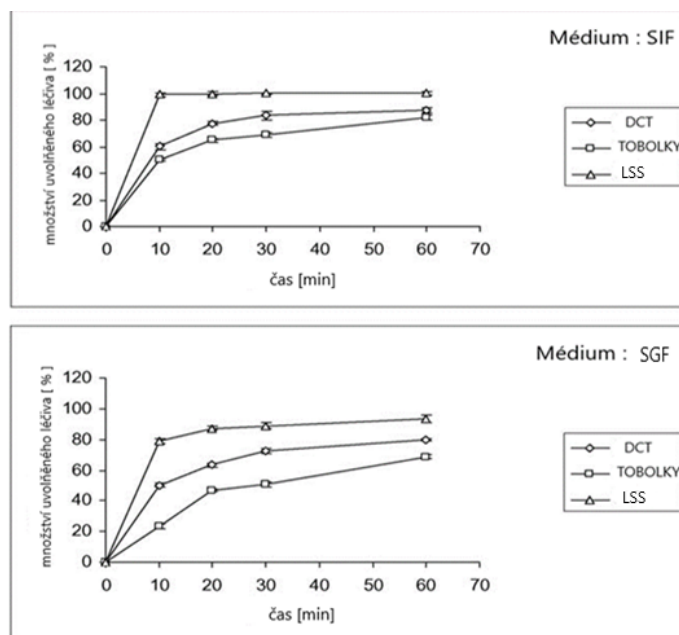 Médium : SIF
120
100
80
60
40
20
0
množství uvolňěného léčiva [ % ]
0 10 20 30 40 50 60 70
čas [min]
DCT
TOBOLKY
LSS
Médium : SGF
120
100
80
60
40
20
0
množství uvolňěného léčiva [ % ]
0 10 20 30 40 50 60 70
čas [min]
DCT
TOBOLKY
LSS